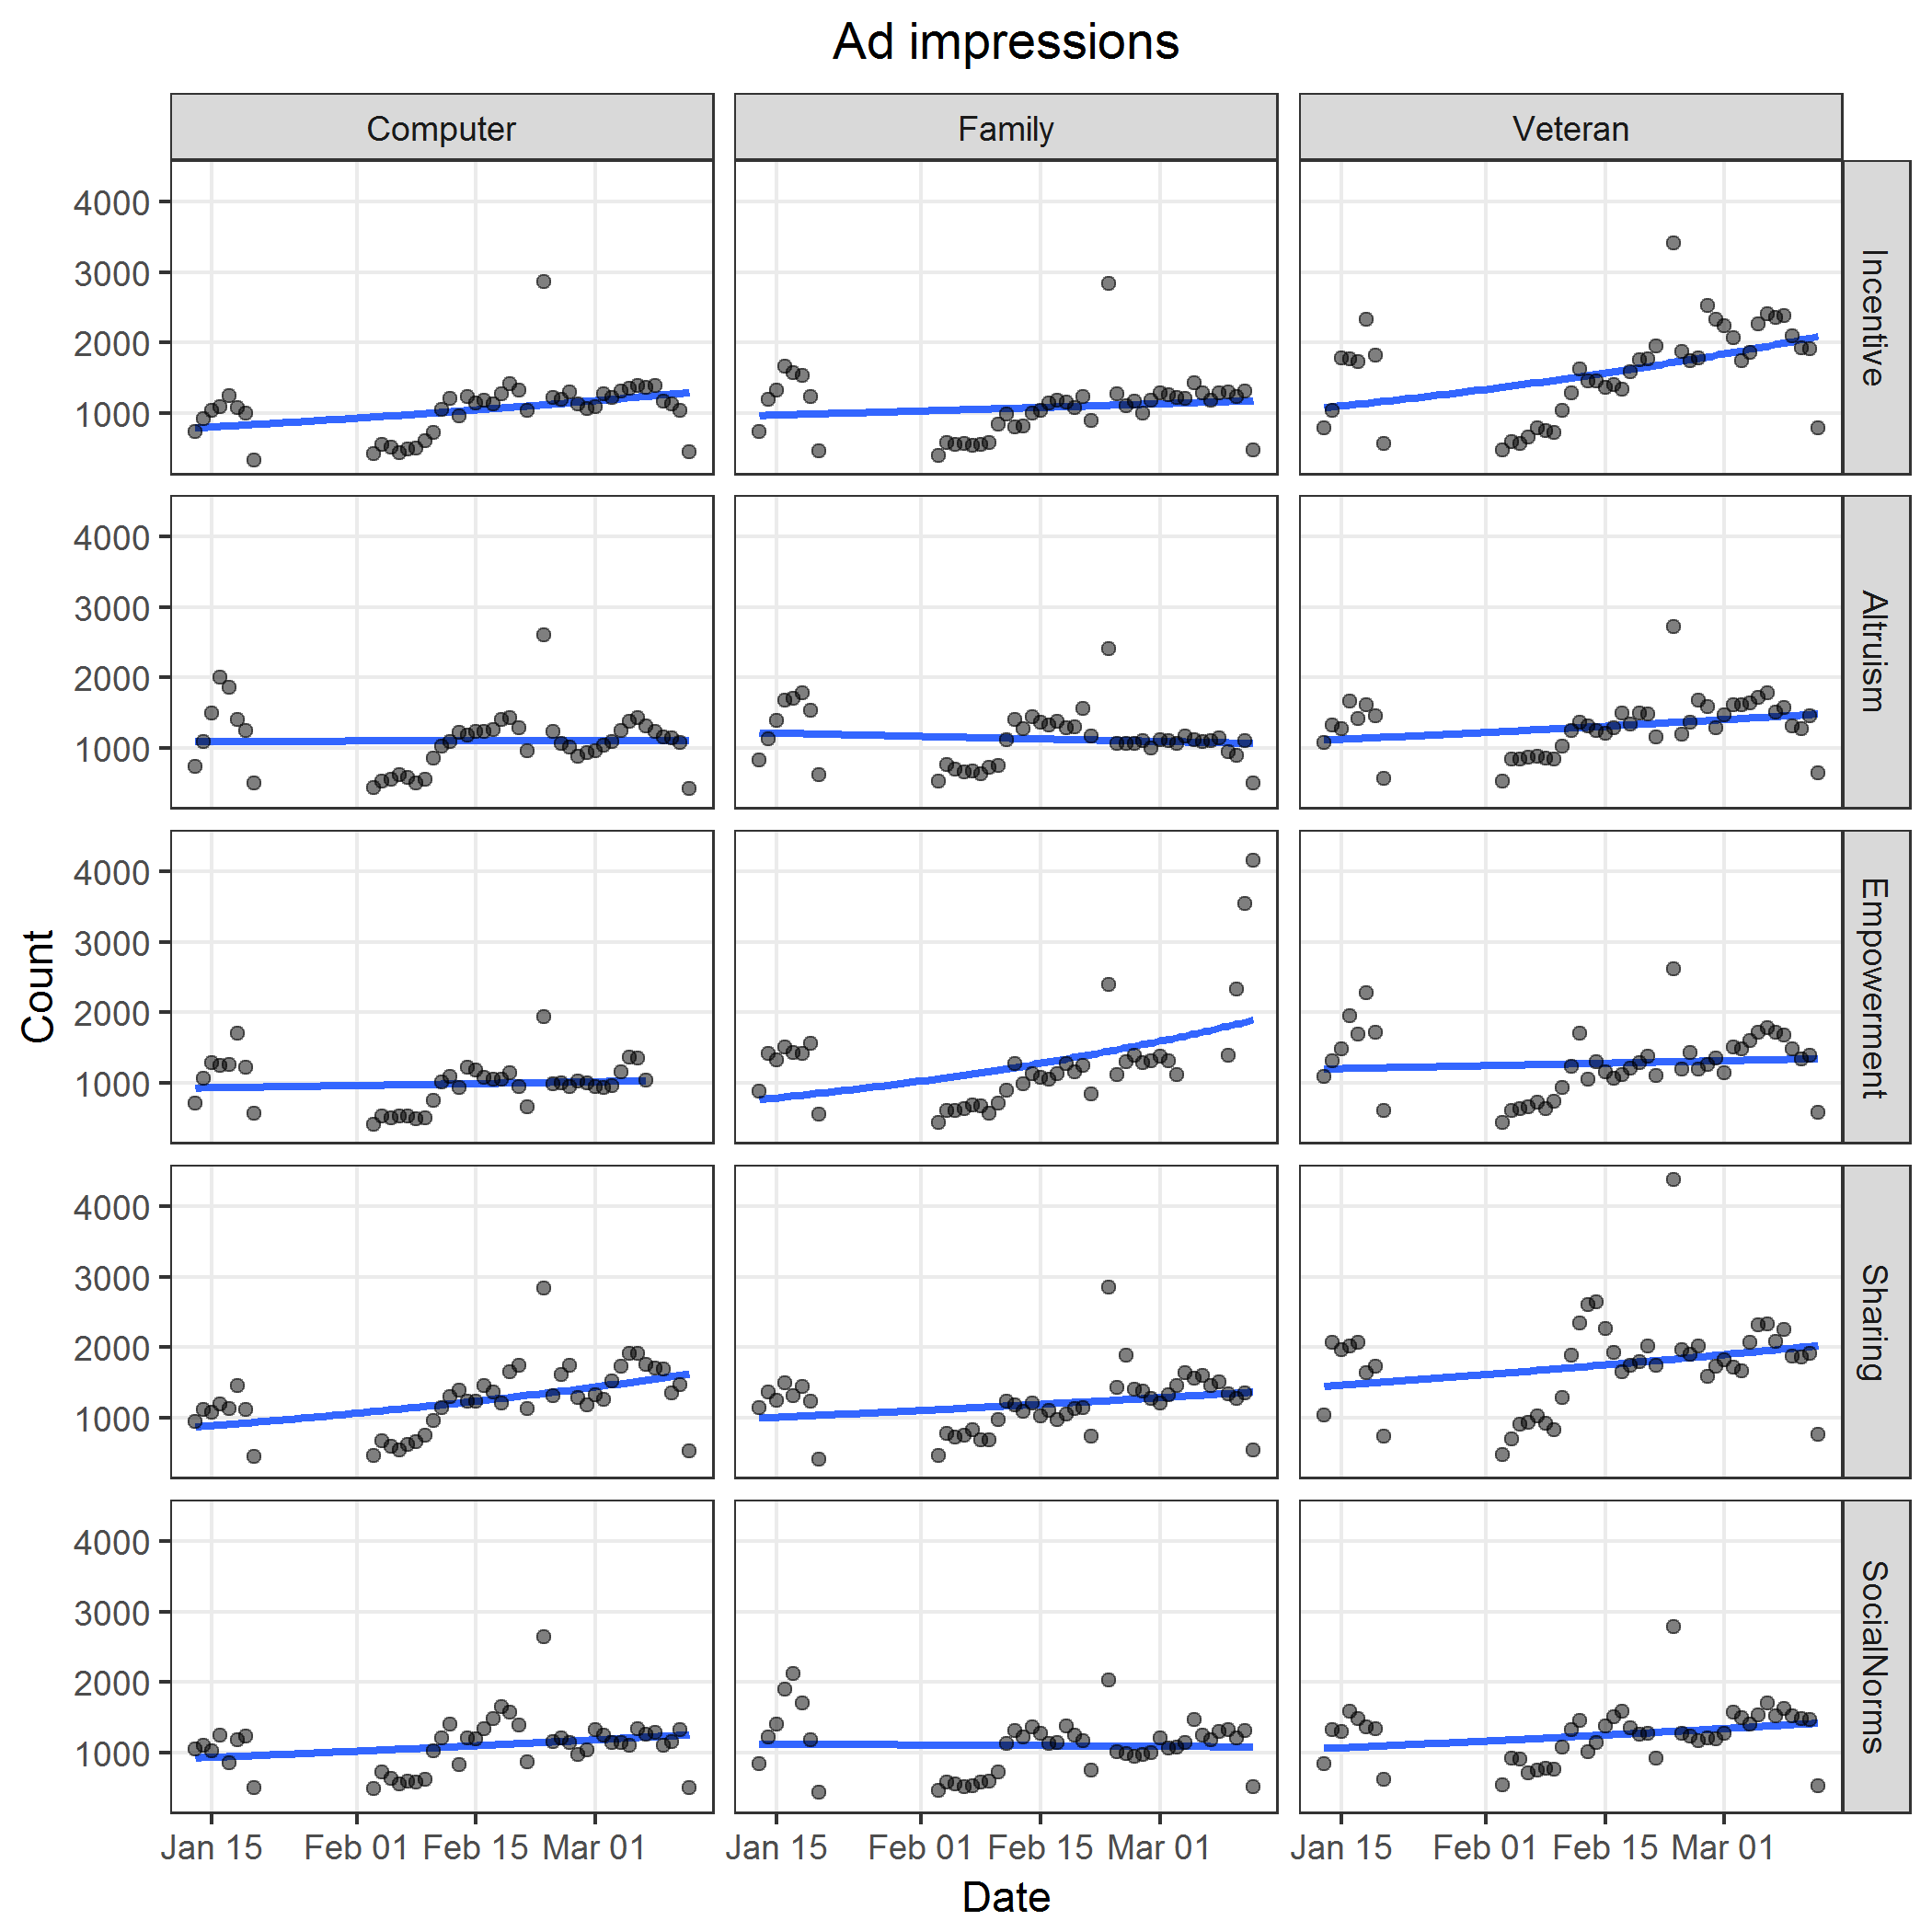 Ad impressions
Computer Family Veteran
4000
3000
2000
1000
Incentive
4000
3000
2000
1000
Altruism
4000
3000
2000
1000
Empowerment
4000
3000
2000
1000
Sharing
4000
3000
2000
1000
SocialNorms
Count
Jan 15 Feb 01 Feb 15 Mar 01 Jan 15 Feb 01 Feb 15 Mar 01 Jan 15 Feb 01 Feb 15 Mar 01
Date